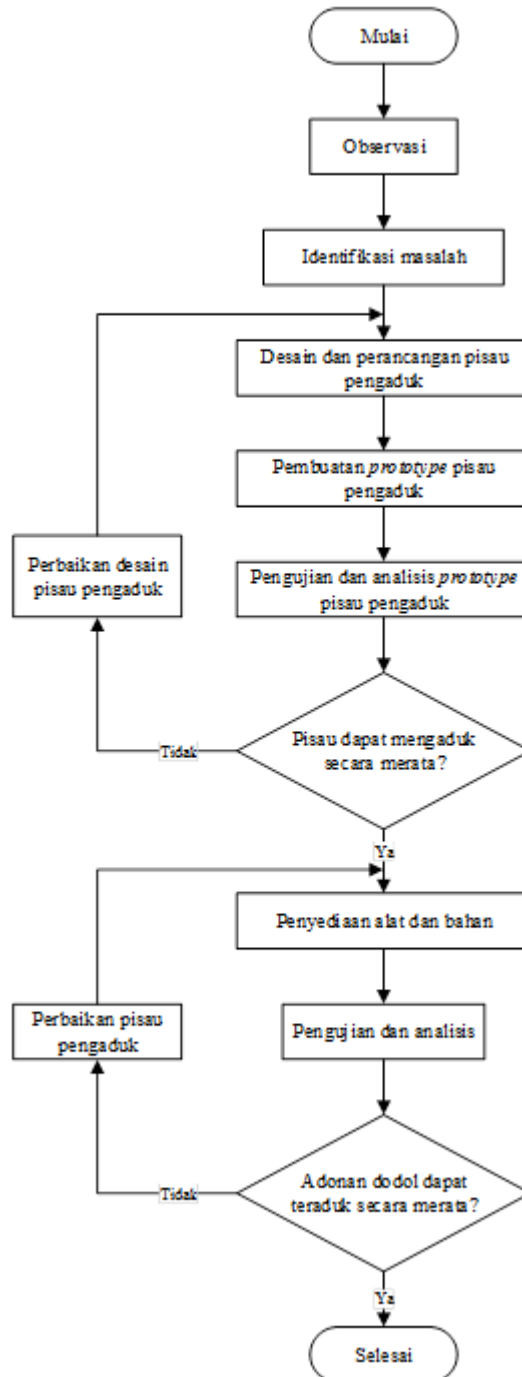 Mulai
Observasi
Identifikasi masalah
Desain dan perancangan pisau
pengaduk
Pembuatan prototype pisau
pengaduk
Perbaikan desain
pisau pengaduk
Pengujian dan analisis prototype
pisau pengaduk
Pisau dapat mengaduk
secara merata?
Tidak
Ya
Penyediaan alat dan bahan
Perbaikan pisau
pengaduk
Pengujian dan analisis
Adonan dodol dapat
teraduk secara merata?
Tidak
Ya
Selesai